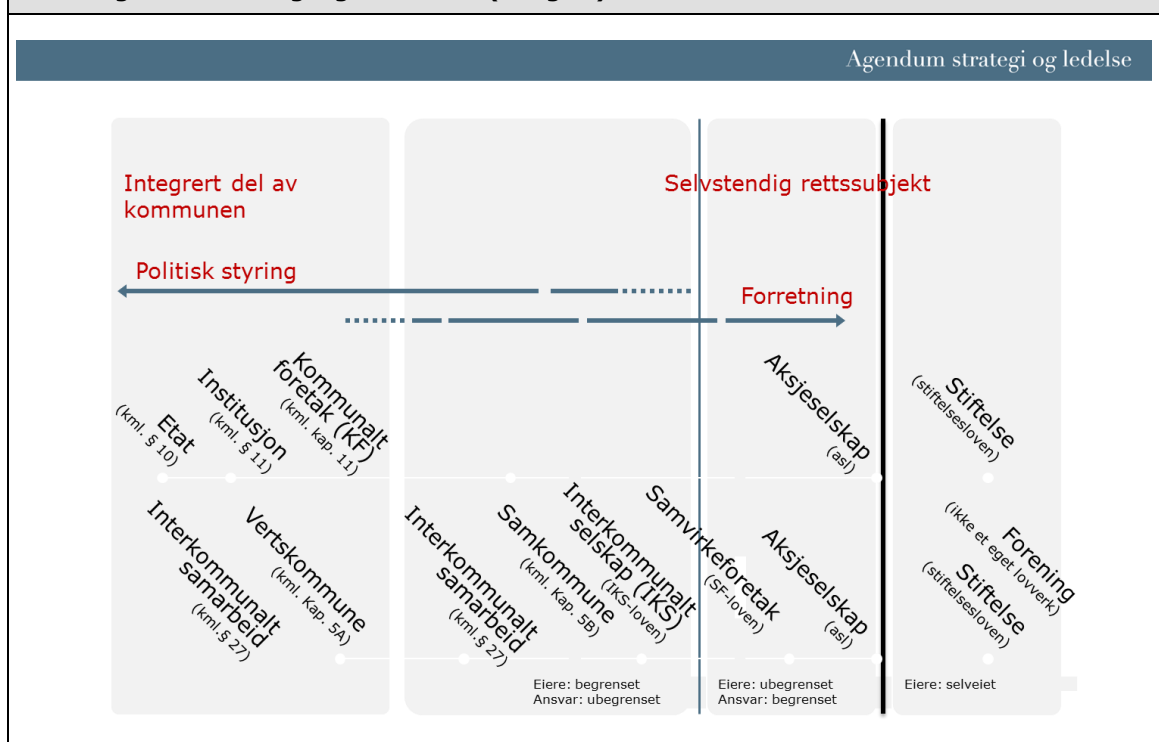 Agendum strategi og ledelse
Integrert del av
kommunen
Selvstendig rettssubjekt
Politisk styring
Forretning
Etat
(kml. § 10)
Institusjon
(kml. § 11)
Kommunalt
foretak (KF)
(kml. kap. 11)
Aksjeselskap
(asl)
Stiftelse
(stiftelsesloven)
Interkommunalt
samarbeid
(kml.§ 27)
Vertskommune
(kml. Kap. 5A)
Interkommunalt
samarbeid
(kml.§ 27)
Samkommune
(kml. Kap. 5B)
Interkommunalt
selskap (IKS)
(IKS-loven)
Samvirkeforetak
(SF-loven)
Aksjeselskap
(asl)
Forening
(ikke et eget lovverk)
Stiftelse
(stiftelsesloven)
Eiere: begrenset
Ansvar: ubegrenset
Eiere: ubegrenset
Ansvar: begrenset
Eiere: selveiet